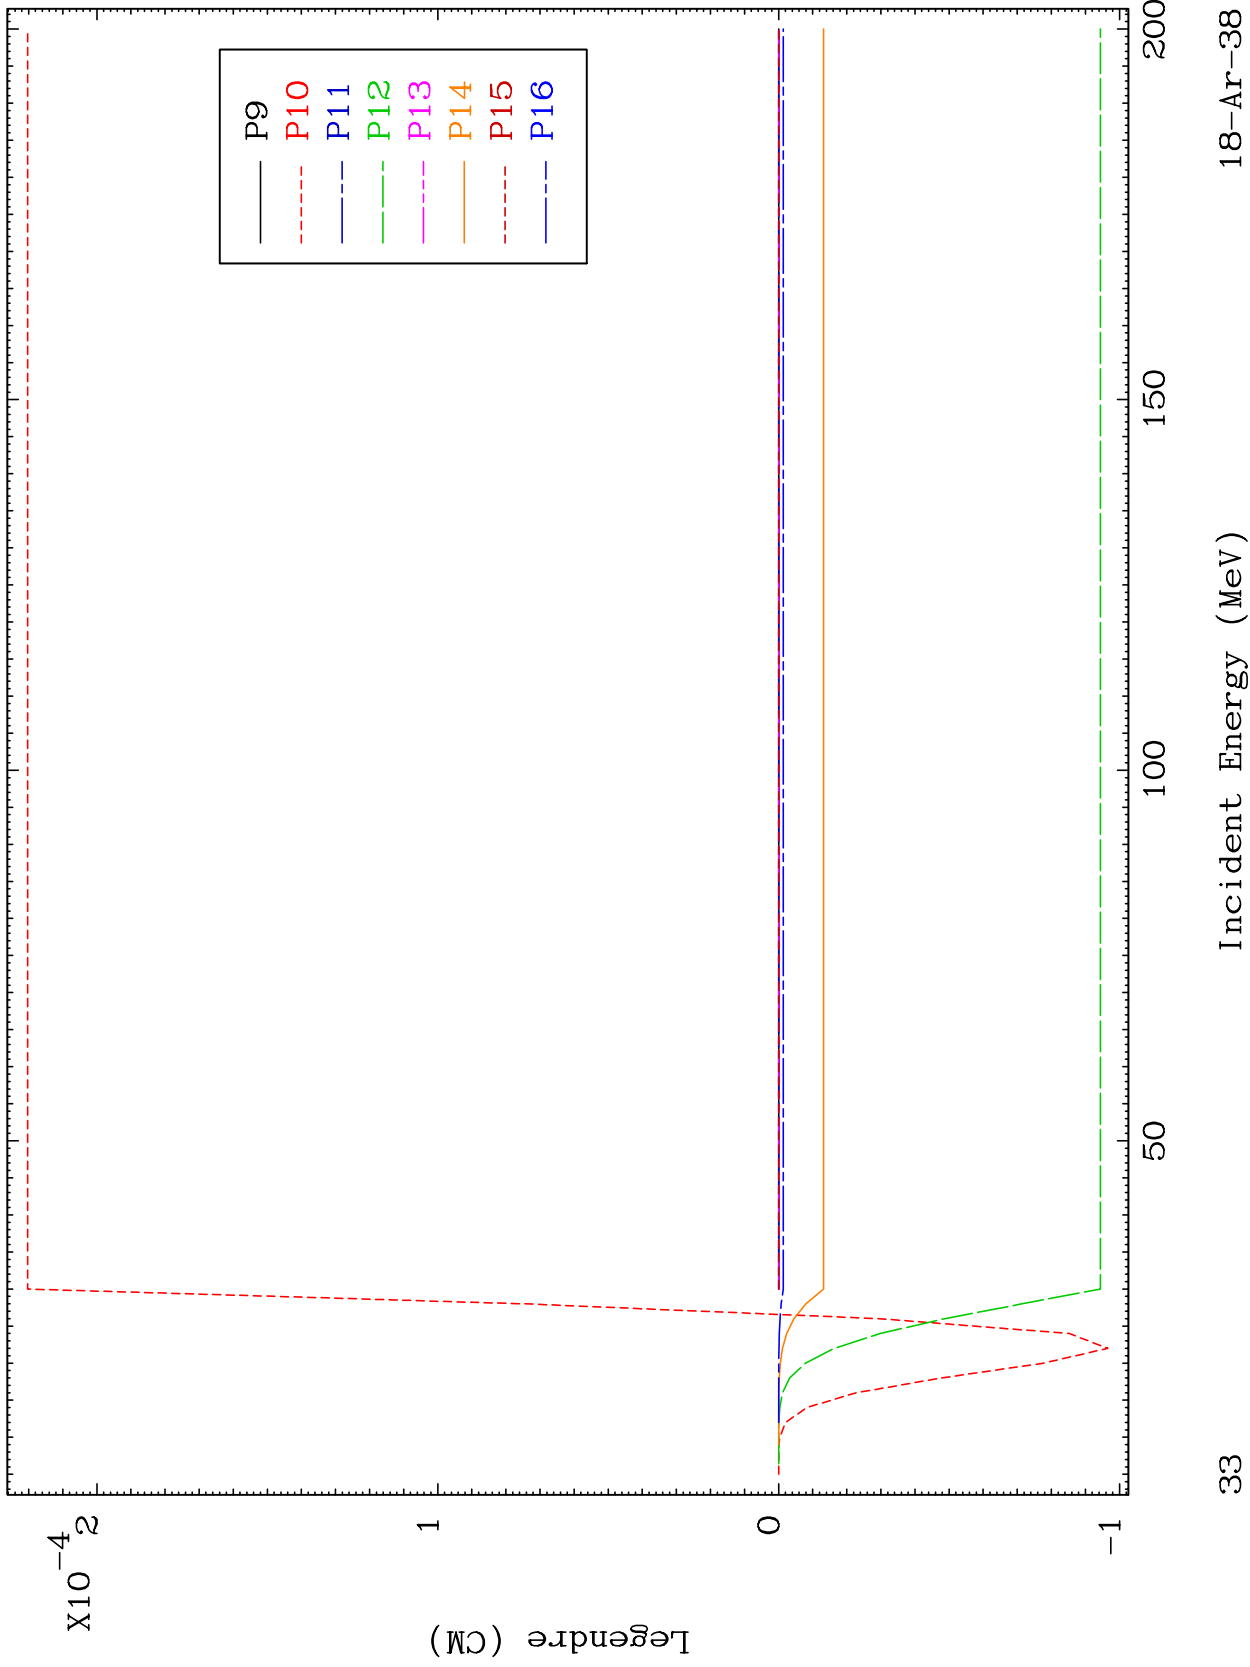 X10-4
2
1
0
-1
Legendre (CM)
P9
P10
P11
P12
P13
P14
P15
P16
50
100
150
200
33
Incident Energy (MeV)
18-Ar-38